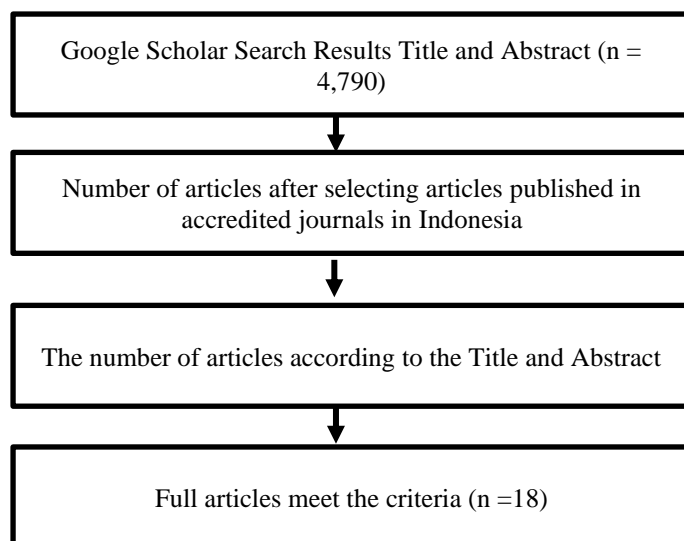 Google Scholar Search Results Title and Abstract (n =
4,790)
Number of articles after selecting articles published in
accredited journals in Indonesia
The number of articles according to the Title and Abstract
Full articles meet the criteria (n =18)